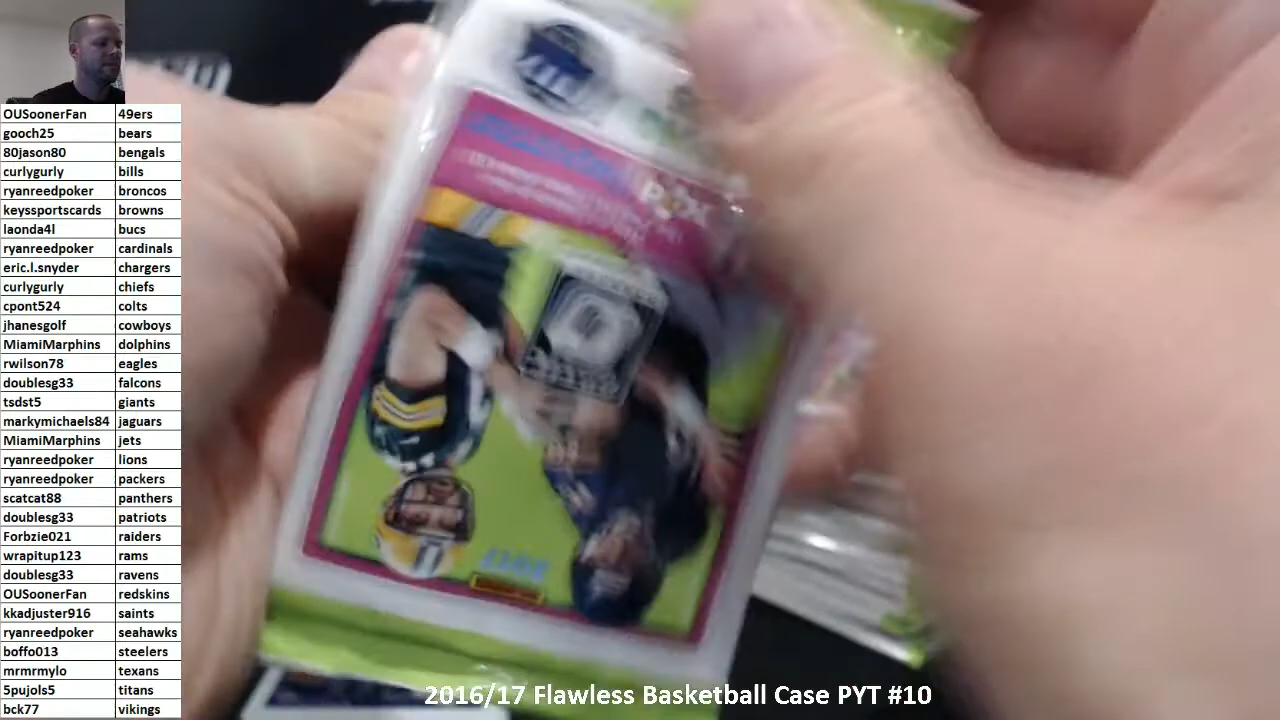 OUSoonerFan 49ers
gooch25 bears
80jason80 bengals
curlygurly bills
ryanreedpoker broncos
keyssportscards browns
laonda4l bucs
ryanreedpoker cardinals
eric.l.snyder chargers
curlygurly chiefs
cpont524 colts
jhanesgolf cowboys
MiamiMarphins dolphins
rwilson78 eagles
doublesg33 falcons
tsdst5 giants
markymichaels84 jaguars
MiamiMarphins jets
ryanreedpoker lions
ryanreedpoker packers
scatcat88 panthers
doublesg33 patriots
Forbzie021 raiders
wrapitup123 rams
doublesg33 ravens
OUSoonerFan redskins
kkadjuster916 saints
ryanreedpoker seahawks
boffo013 steelers
mrmrmylo texans
5pujols5 titans
bck77 vikings
2017
2016/17 Flawless Basketball Case PYT #10